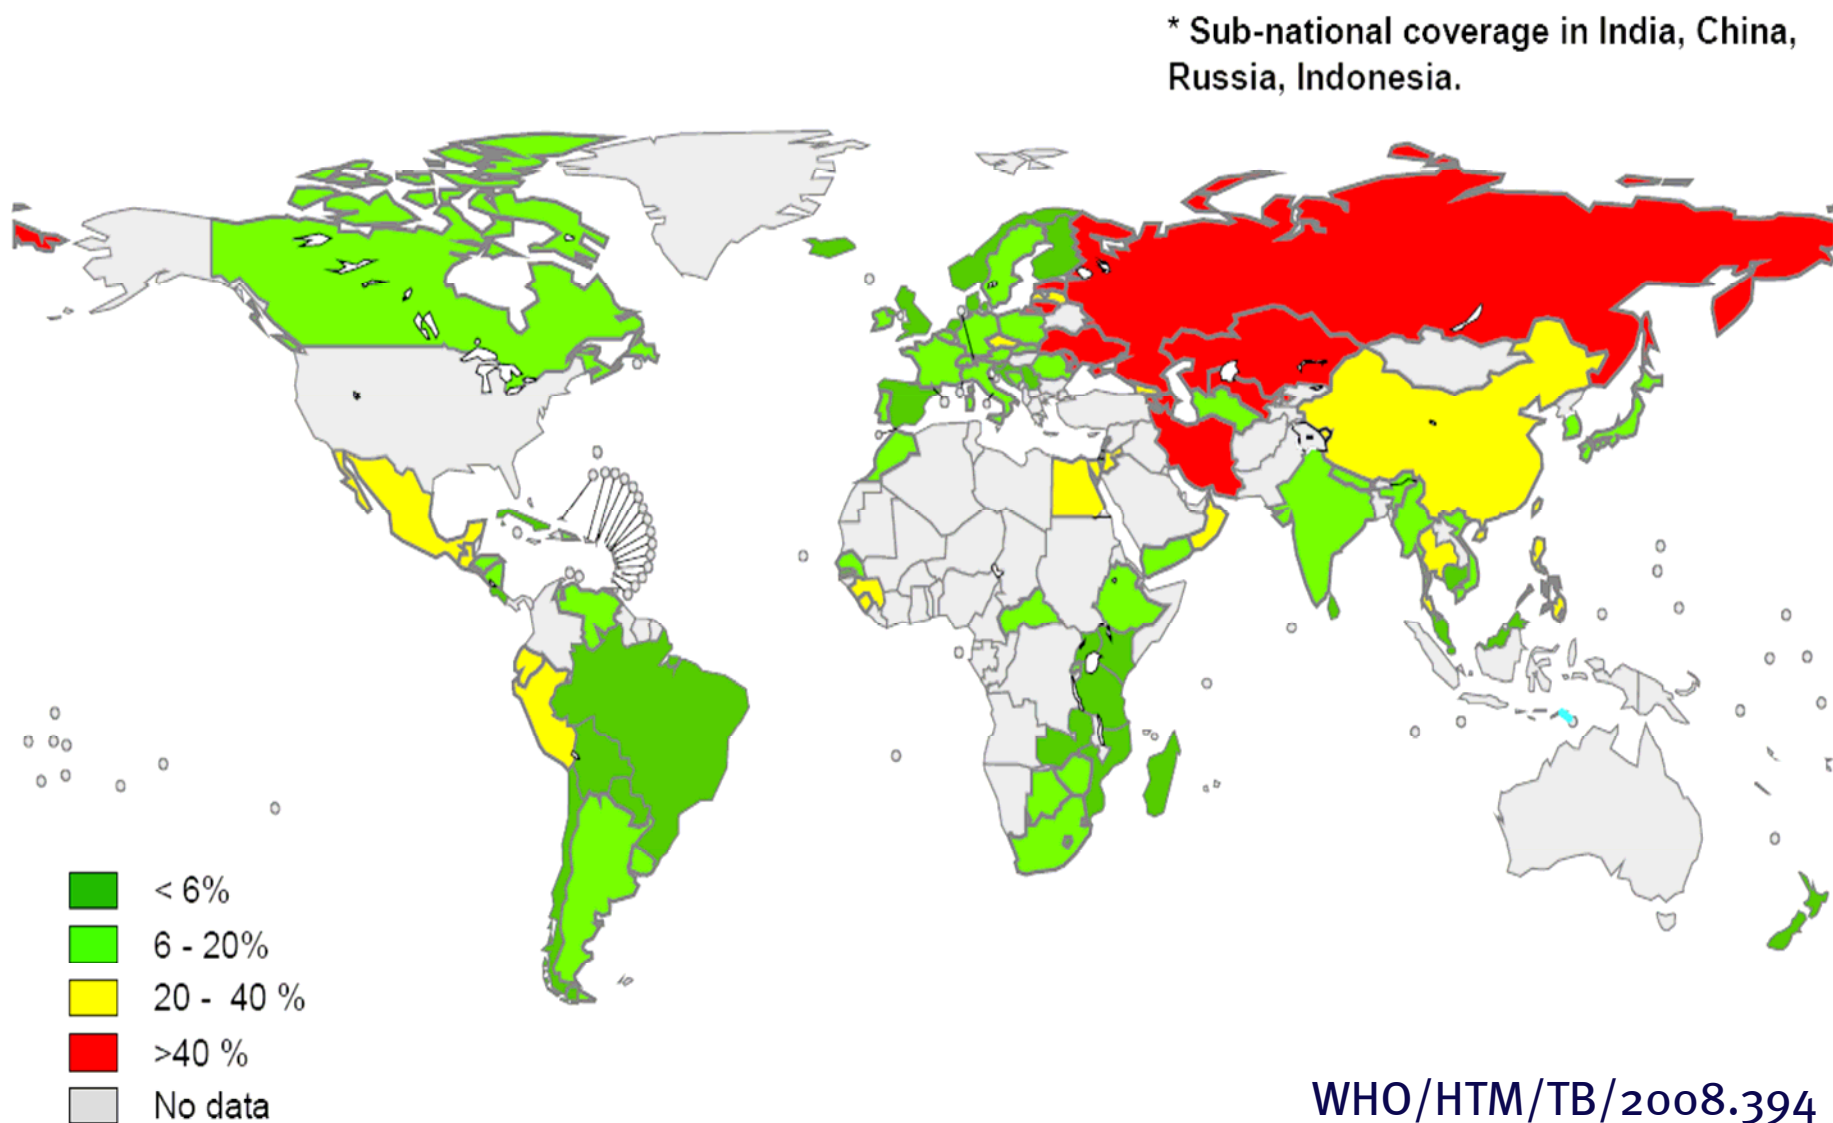 * Sub-national coverage in India, China,
Russia, Indonesia.
< 6%
6 - 20%
20 -  40 %
>40 %
No data
WHO/HTM/TB/2008.394